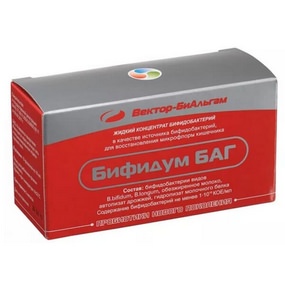 Вектор-БиАльгам
ЖИДКИЙ КОНЦЕНТРАТ БИФИДОБАКТЕРИЙ
в качестве источника бифидобактерий,
для восстановления микрофлоры кишечника
Бифидум БАГ
Состав: бифидобактерии видов
B.bifidum, B.longum, обезжиренное молоко,
автолизат дрожжей, гидролизат молочного белка
Содержание бифидобактерий не менее 1·10¹⁰ КОЕ/мл
ПРОБИОТИКИ НОВОГО ПОКОЛЕНИЯ